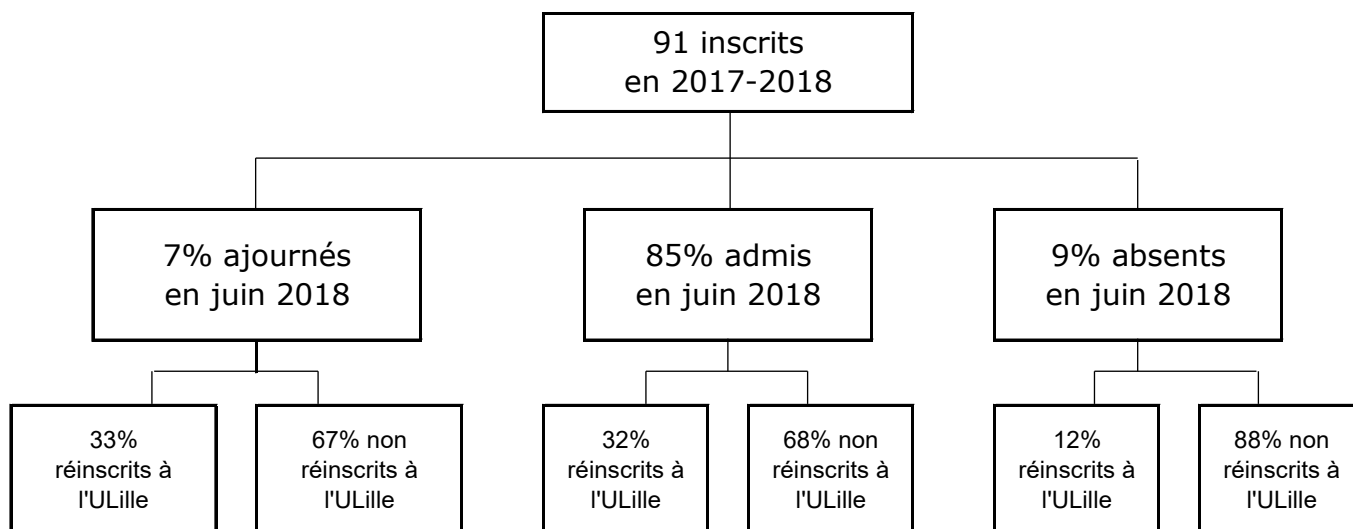 91 inscrits
en 2017-2018
7% ajournés
en juin 2018
85% admis
en juin 2018
9% absents
en juin 2018
33%
réinscrits à
l'ULille
67% non
réinscrits à
l'ULille
32%
réinscrits à
l'ULille
68% non
réinscrits à
l'ULille
12%
réinscrits à
l'ULille
88% non
réinscrits à
l'ULille